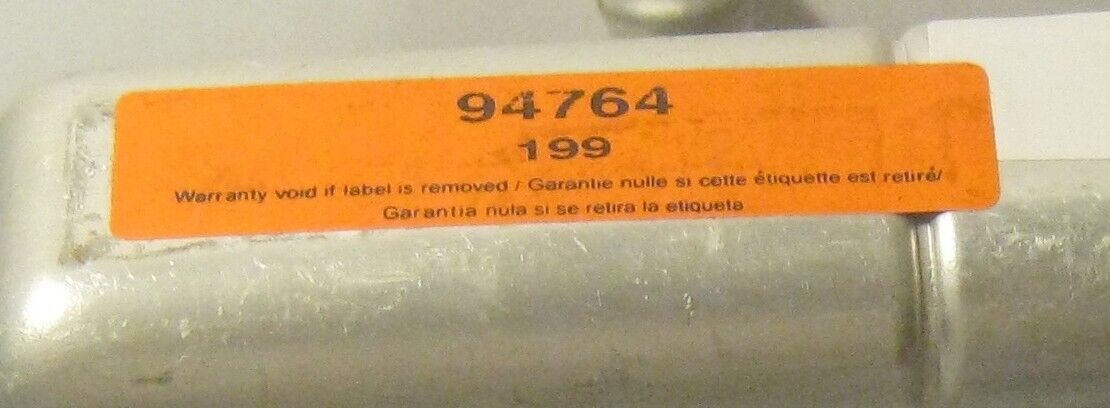 94764
199
Warranty void if label is removed / Garantie nulle si cette étiquette est retiré/
Garantia nula si se retira la etiqueta